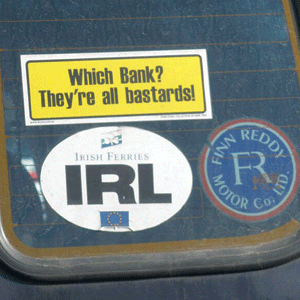 Which Bank?
They're all bastards!
IRISH FERRIES
IRL
FINN REDDY
FR
MOTOR Co. LTD.